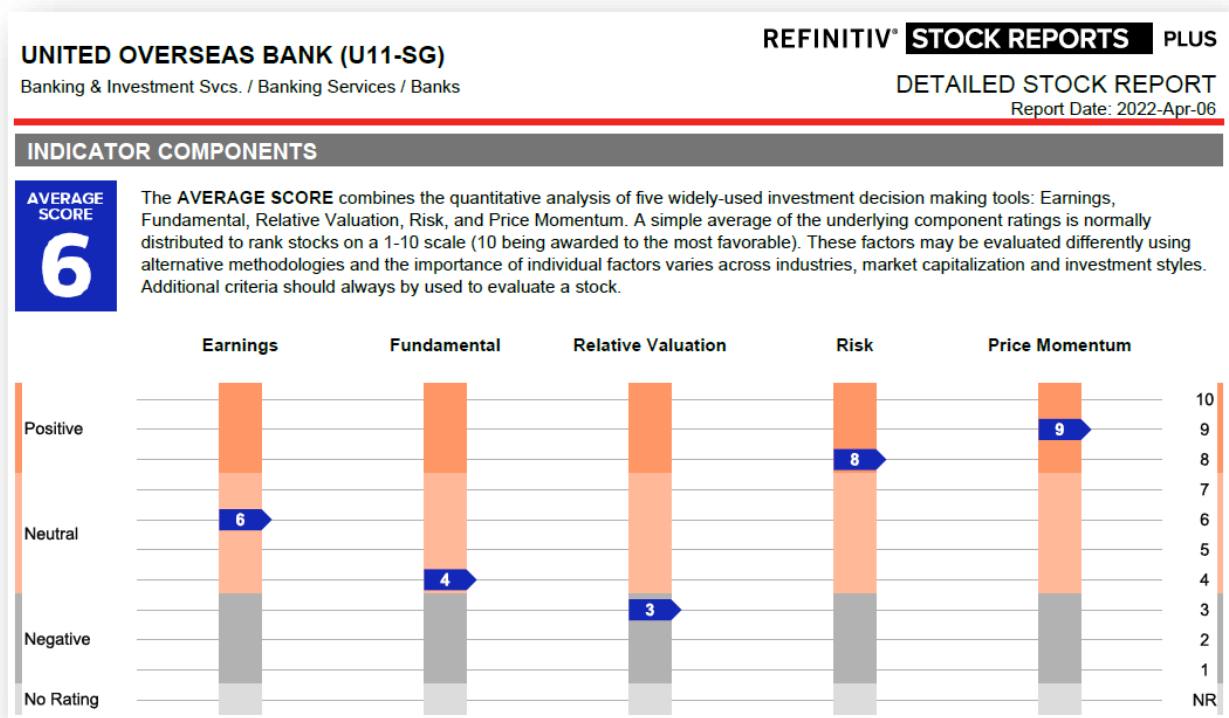 REFINITIV® STOCK REPORTS PLUS
UNITED OVERSEAS BANK (U11-SG)
Banking & Investment Svcs. / Banking Services / Banks
DETAILED STOCK REPORT
Report Date: 2022-Apr-06
INDICATOR COMPONENTS
AVERAGE
SCORE
6
The AVERAGE SCORE combines the quantitative analysis of five widely-used investment decision making tools: Earnings,
Fundamental, Relative Valuation, Risk, and Price Momentum. A simple average of the underlying component ratings is normally
distributed to rank stocks on a 1-10 scale (10 being awarded to the most favorable). These factors may be evaluated differently using
alternative methodologies and the importance of individual factors varies across industries, market capitalization and investment styles.
Additional criteria should always by used to evaluate a stock.
Earnings Fundamental Relative Valuation Risk Price Momentum
10
Positive 9 9
8 8
7
6 6
Neutral
5
4 4
3 3
Negative 2
1
No Rating NR